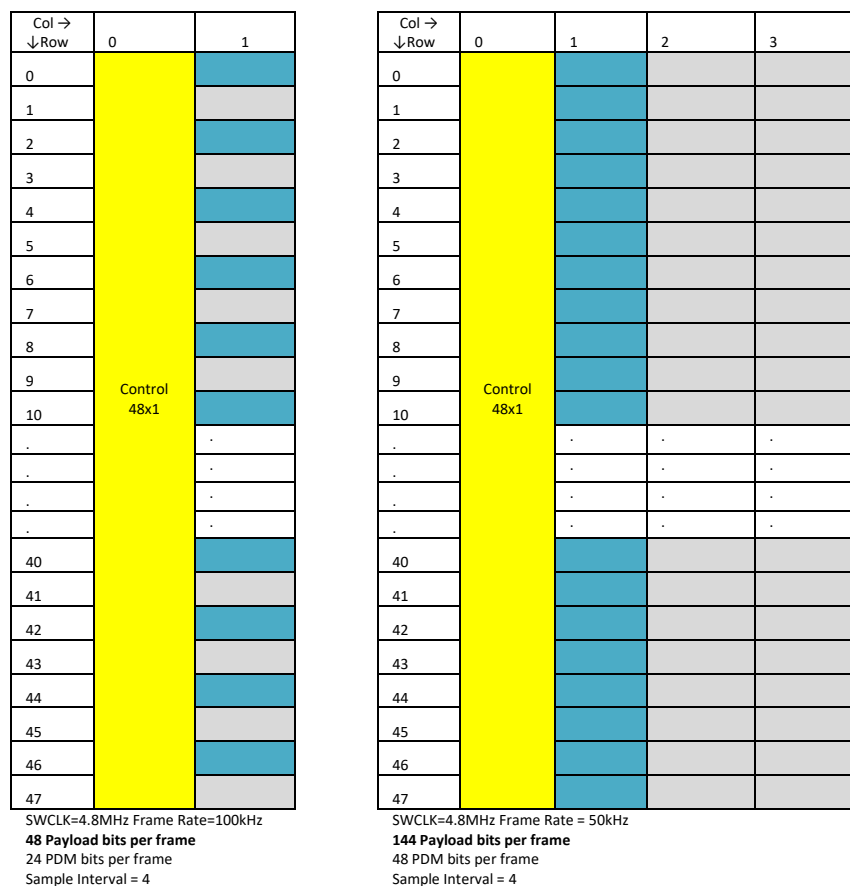 Col →
↓Row 0 1
0
1
2
3
4
5
6
7
8
9
10
Control
48x1
.
.
.
.
40
41
42
43
44
45
46
47
SWCLK=4.8MHz Frame Rate=100kHz
48 Payload bits per frame
24 PDM bits per frame
Sample Interval = 4
Col →
↓Row 0 1 2 3
0
1
2
3
4
5
6
7
8
9
10
Control
48x1
. . . .
. . . .
. . . .
. . . .
40
41
42
43
44
45
46
47
SWCLK=4.8MHz Frame Rate = 50kHz
144 Payload bits per frame
48 PDM bits per frame
Sample Interval = 4